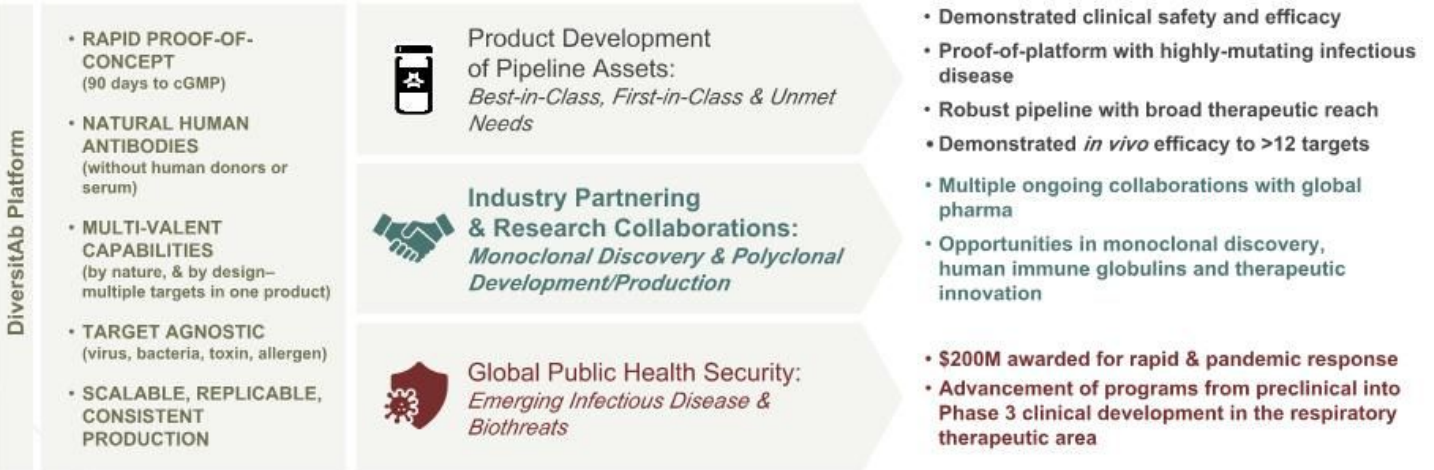 DiversitAb Platform
• RAPID PROOF-OF-
CONCEPT
(90 days to cGMP)
• NATURAL HUMAN
ANTIBODIES
(without human donors or
serum)
• MULTI-VALENT
CAPABILITIES
(by nature, & by design–
multiple targets in one product)
• TARGET AGNOSTIC
(virus, bacteria, toxin, allergen)
• SCALABLE, REPLICABLE,
CONSISTENT
PRODUCTION
Product Development
of Pipeline Assets:
Best-in-Class, First-in-Class & Unmet
Needs
• Demonstrated clinical safety and efficacy
• Proof-of-platform with highly-mutating infectious
disease
• Robust pipeline with broad therapeutic reach
• Demonstrated in vivo efficacy to >12 targets
Industry Partnering
& Research Collaborations:
Monoclonal Discovery & Polyclonal
Development/Production
• Multiple ongoing collaborations with global
pharma
• Opportunities in monoclonal discovery,
human immune globulins and therapeutic
innovation
Global Public Health Security:
Emerging Infectious Disease &
Biothreats
• $200M awarded for rapid & pandemic response
• Advancement of programs from preclinical into
Phase 3 clinical development in the respiratory
therapeutic area